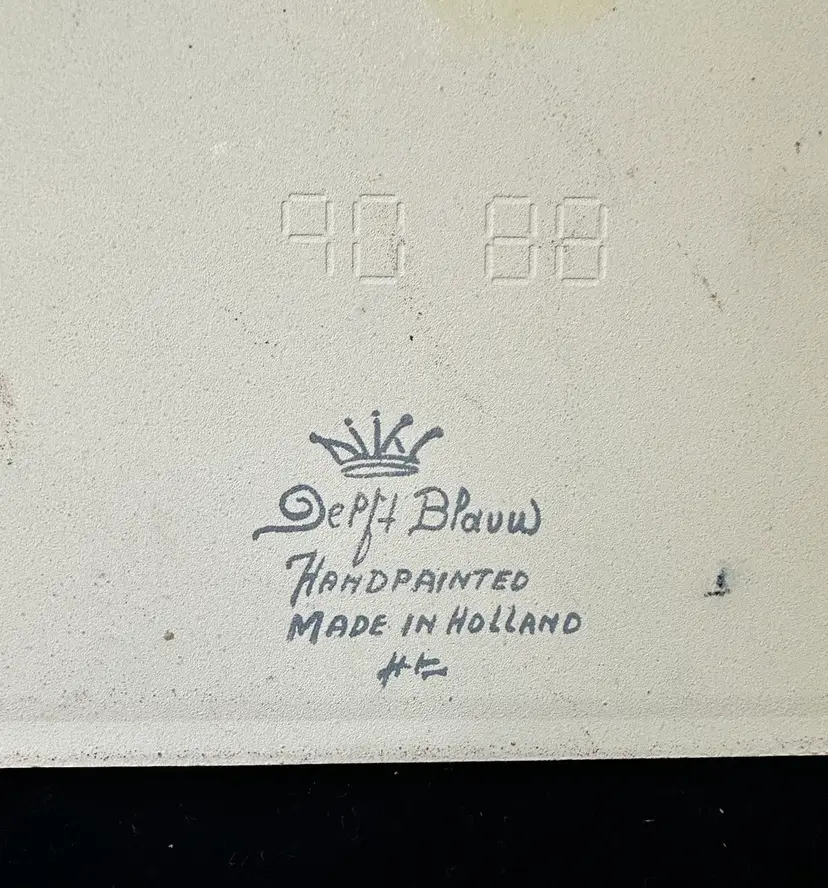 90 88
Delft Blauw
HANDPAINTED
MADE IN HOLLAND